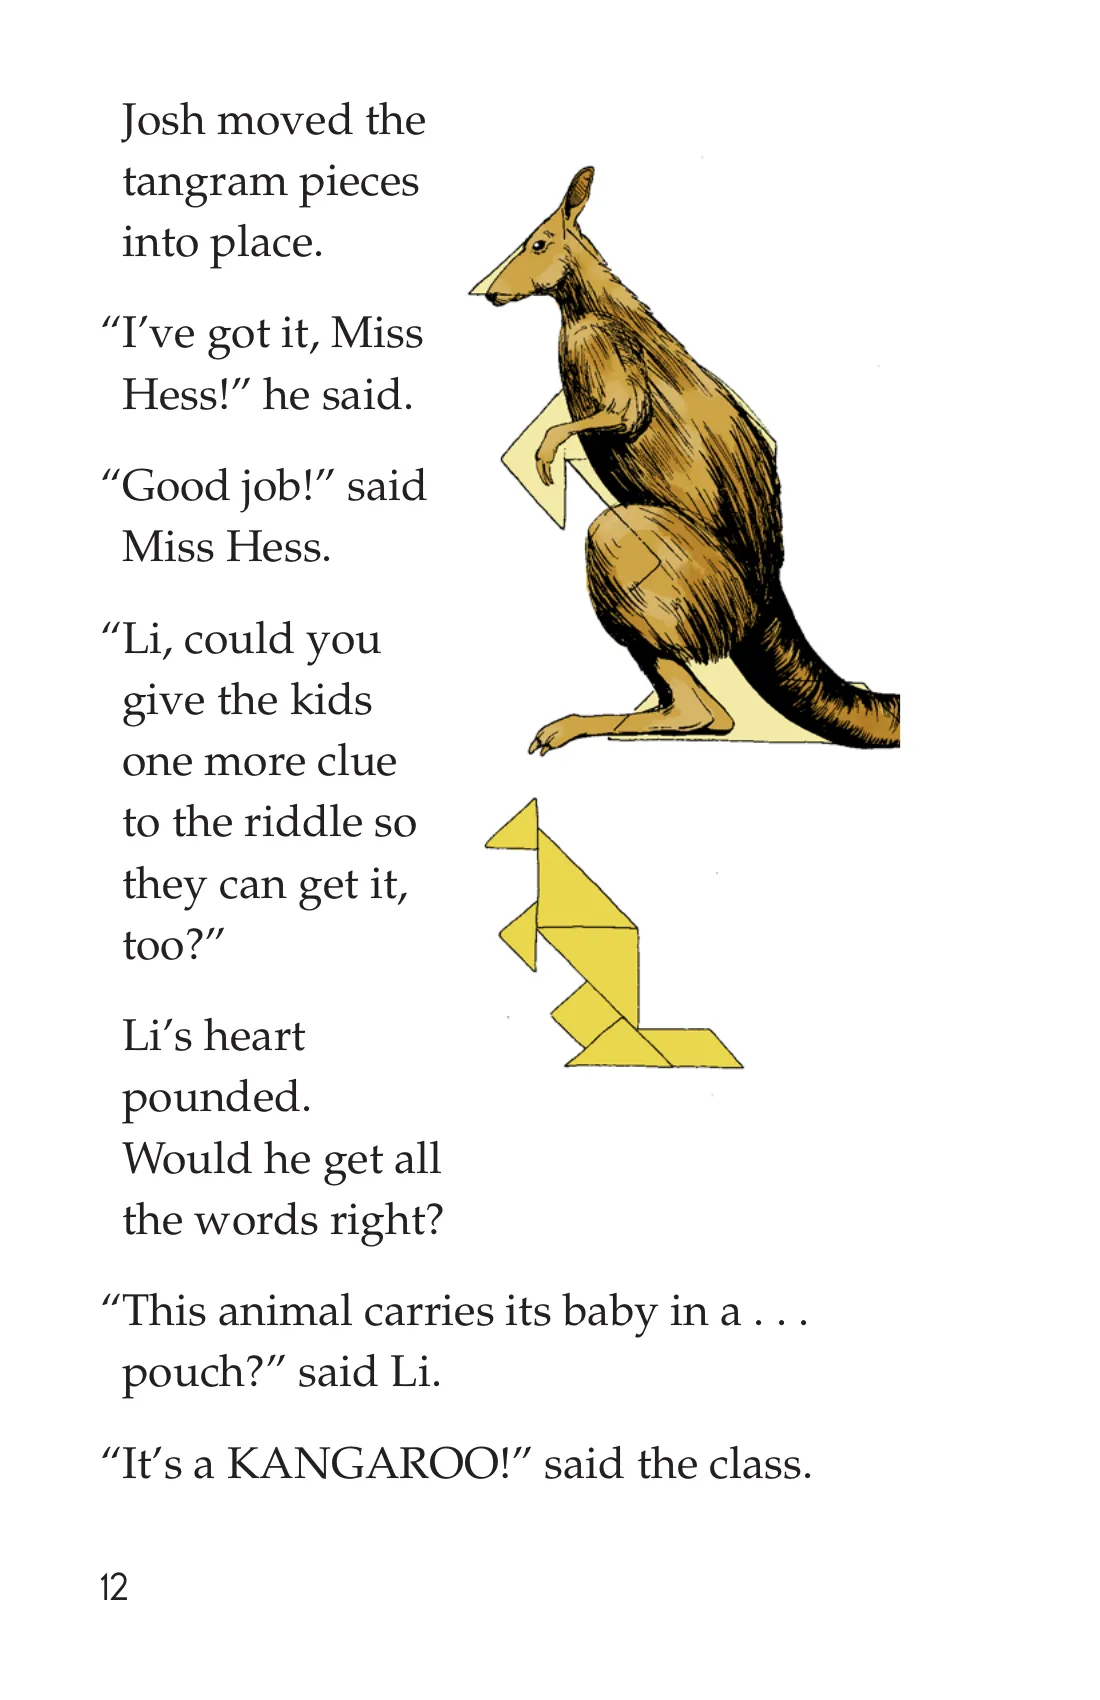 Josh moved the
tangram pieces
into place.
“I’ve got it, Miss
Hess!” he said.
“Good job!” said
Miss Hess.
“Li, could you
give the kids
one more clue
to the riddle so
they can get it,
too?”
Li’s heart
pounded.
Would he get all
the words right?
“This animal carries its baby in a . . .
pouch?” said Li.
“It’s a KANGAROO!” said the class.
12